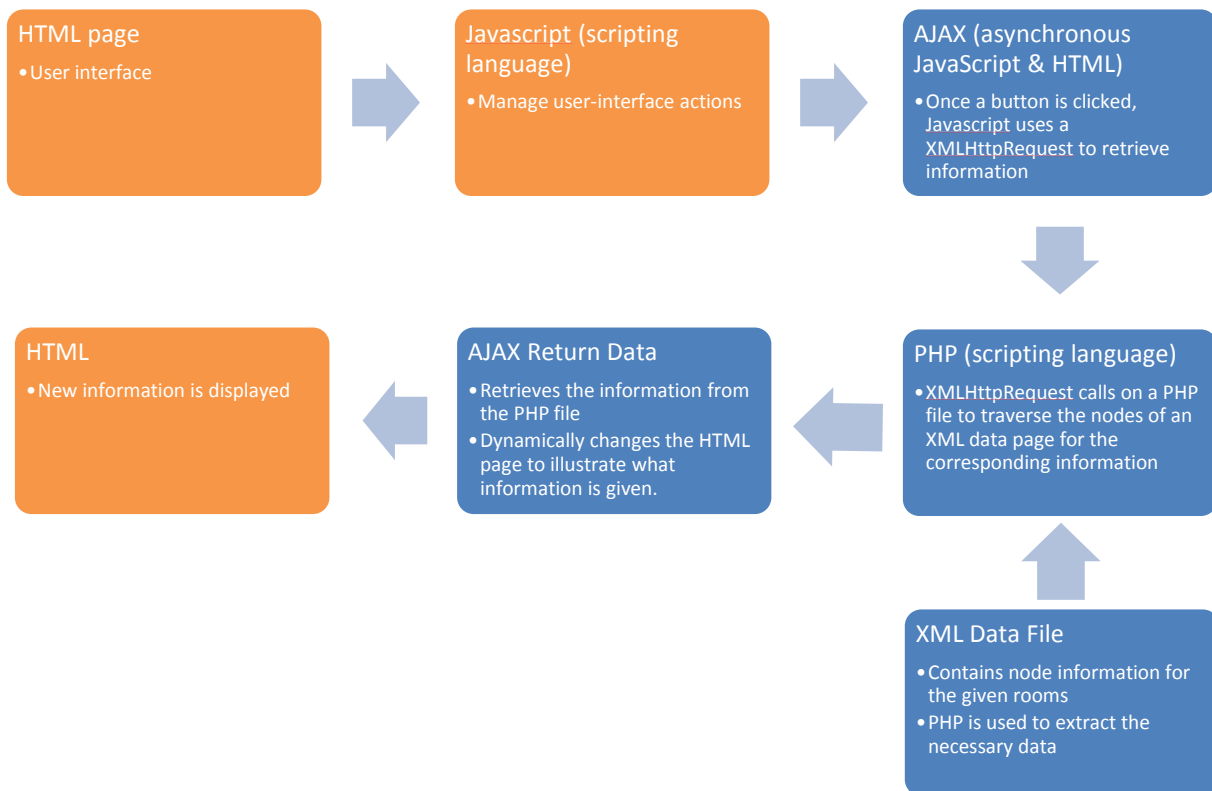 HTML page
•User interface
Javascript (scripting
language)
•Manage user-interface actions
AJAX (asynchronous
JavaScript & HTML)
•Once a button is clicked,
Javascript uses a
XMLHttpRequest to retrieve
information
HTML
•New information is displayed
AJAX Return Data
•Retrieves the information from
the PHP file
•Dynamically changes the HTML
page to illustrate what
information is given.
PHP (scripting language)
•XMLHttpRequest calls on a PHP
file to traverse the nodes of an
XML data page for the
corresponding information
XML Data File
•Contains node information for
the given rooms
•PHP is used to extract the
necessary data